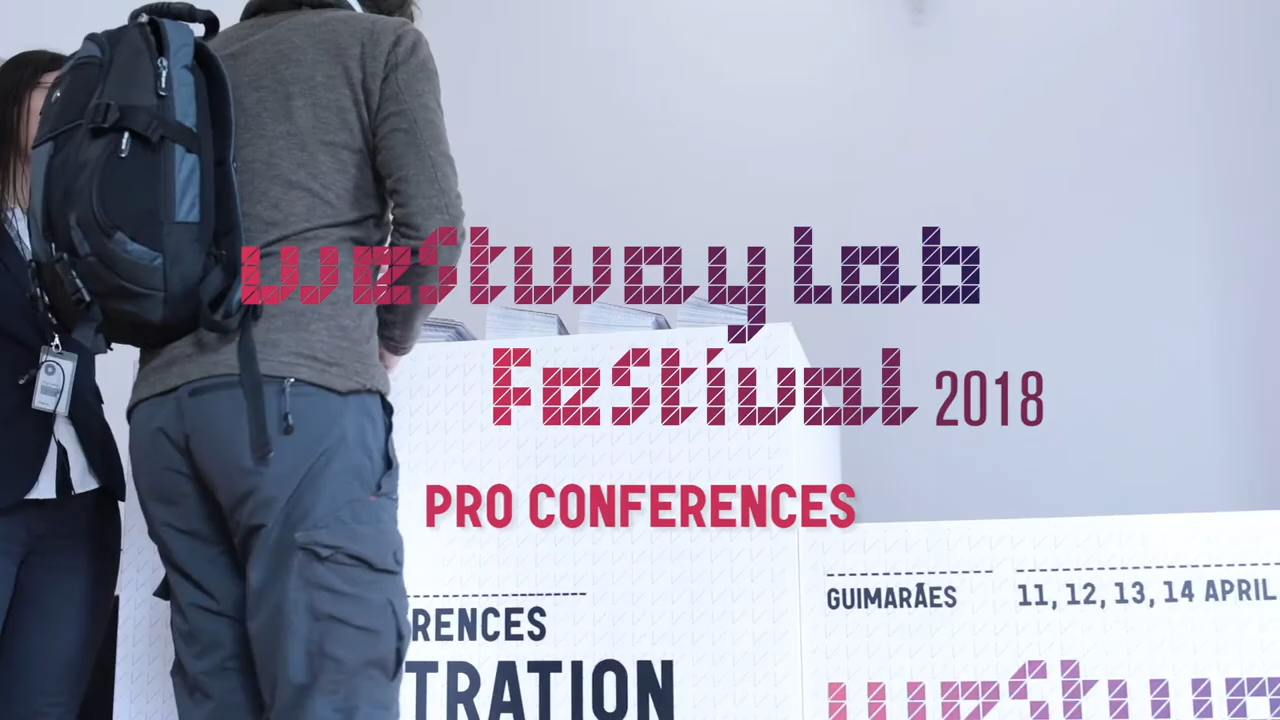 westway lab
Festival 2018
PRO CONFERENCES
GUIMARÃES
11, 12, 13, 14 APRIL
RENCES
TRATION